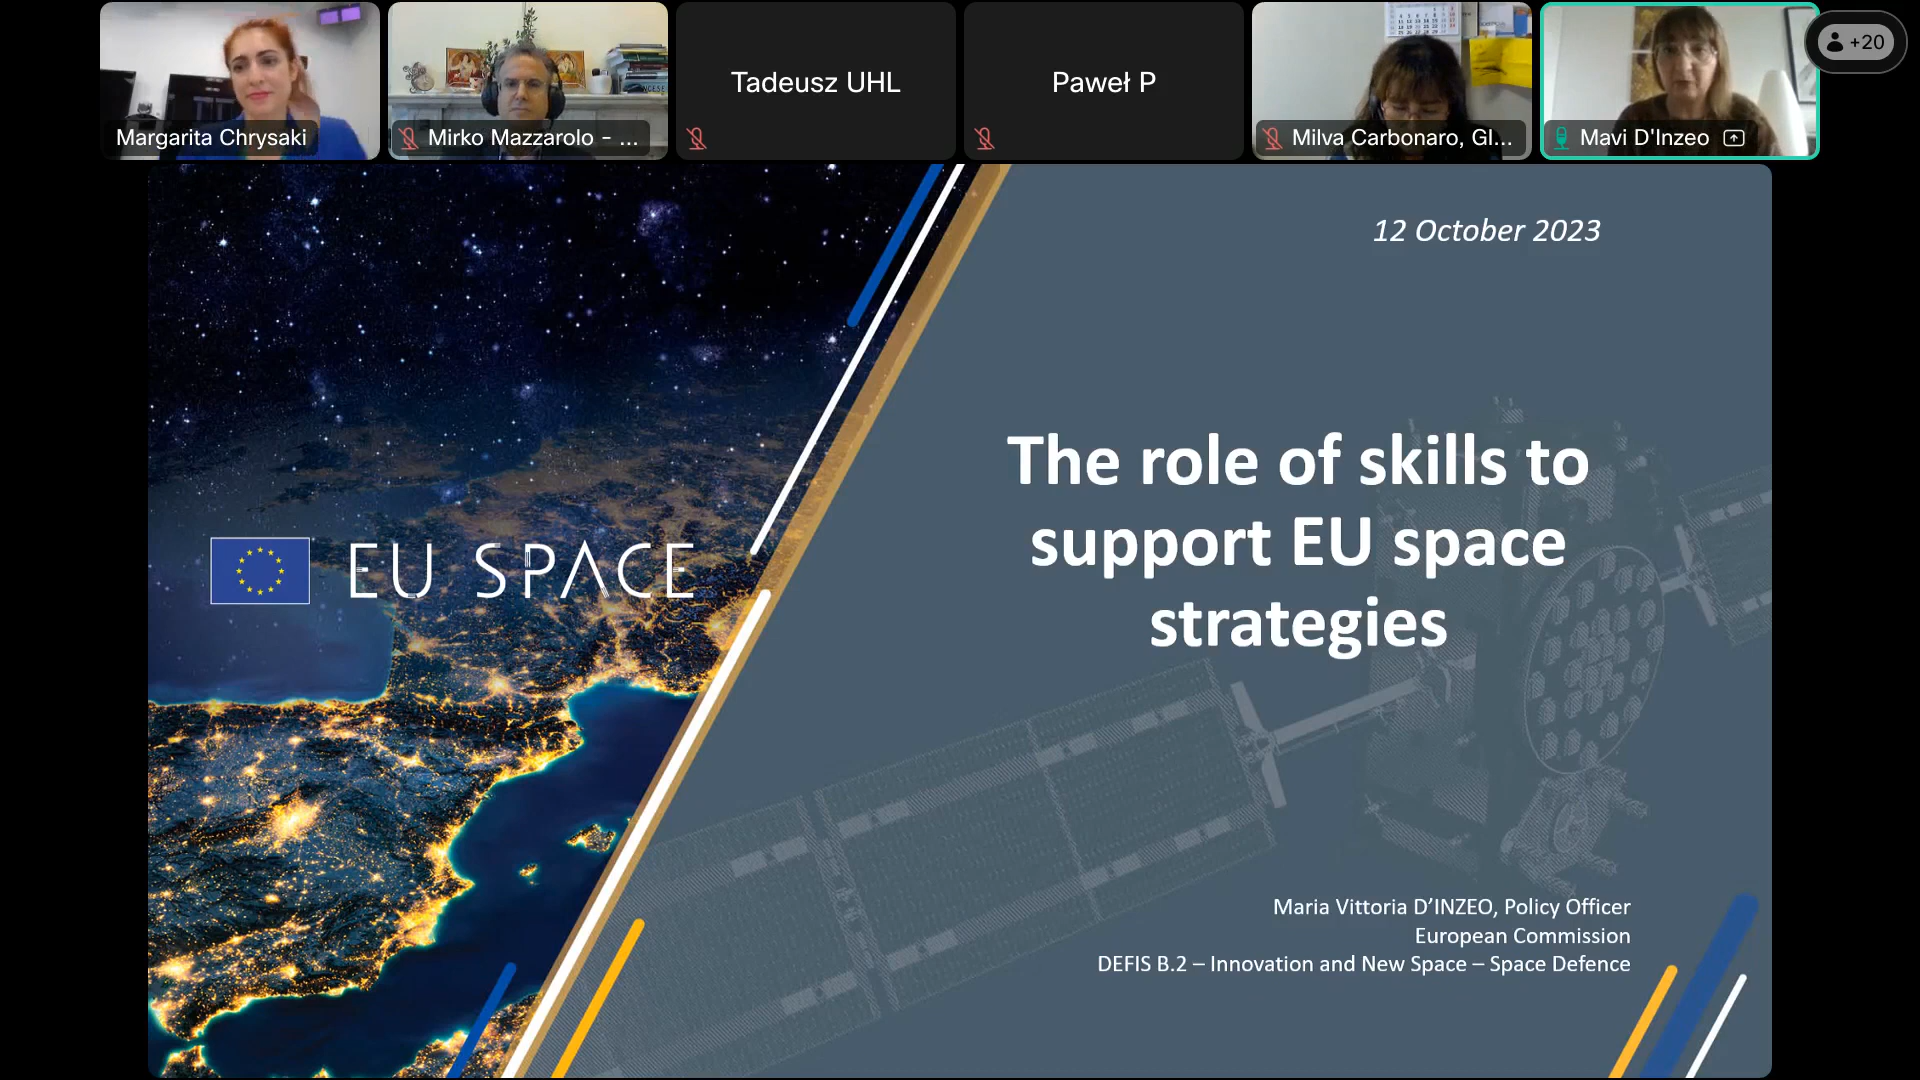 Margarita Chrysaki
Mirko Mazzarolo - ...
Tadeusz UHL
Paweł P
Milva Carbonaro, GI...
Mavi D'Inzeo
+20
12 October 2023
EU SPACE
The role of skills to
support EU space
strategies
Maria Vittoria D'INZEO, Policy Officer
European Commission
DEFIS B.2 – Innovation and New Space – Space Defence